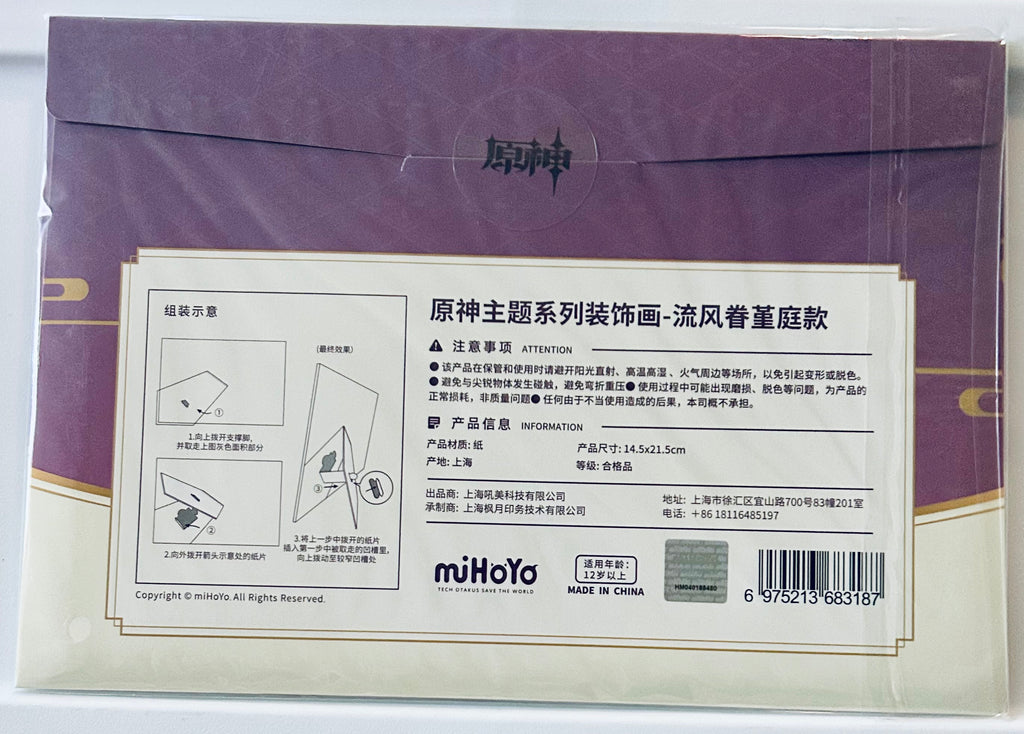 原神
组装示意
①
1.向上拨开支撑脚,
并取走上图灰色面积部分
②
2.向外拨开箭头示意处的纸片
(最终效果)
③
3.将上一步中拨开的纸片
插入第一步中被取走的凹槽里,
向上拨动至较窄凹槽处
原神主题系列装饰画-流风眷堇庭款
注意事项 ATTENTION
● 该产品在保管和使用时请避开阳光直射、高温高湿、火气周边等场所，以免引起变形或脱色。
● 避免与尖锐物体发生碰触，避免弯折重压● 使用过程中可能出现磨损、脱色等问题，为产品的
正常损耗，非质量问题● 任何由于不当使用造成的后果，本司概不承担。
产品信息 INFORMATION
产品材质: 纸 产品尺寸: 14.5x21.5cm
产地: 上海 等级: 合格品
出品商: 上海吼美科技有限公司 地址: 上海市徐汇区宜山路700号83幢201室
承制商: 上海枫月印务技术有限公司 电话: +86 18116485197
miHoYo
TECH OTAKUS SAVE THE WORLD
适用年龄:
12岁以上
MADE IN CHINA
6 975213 683187
Copyright © miHoYo. All Rights Reserved.